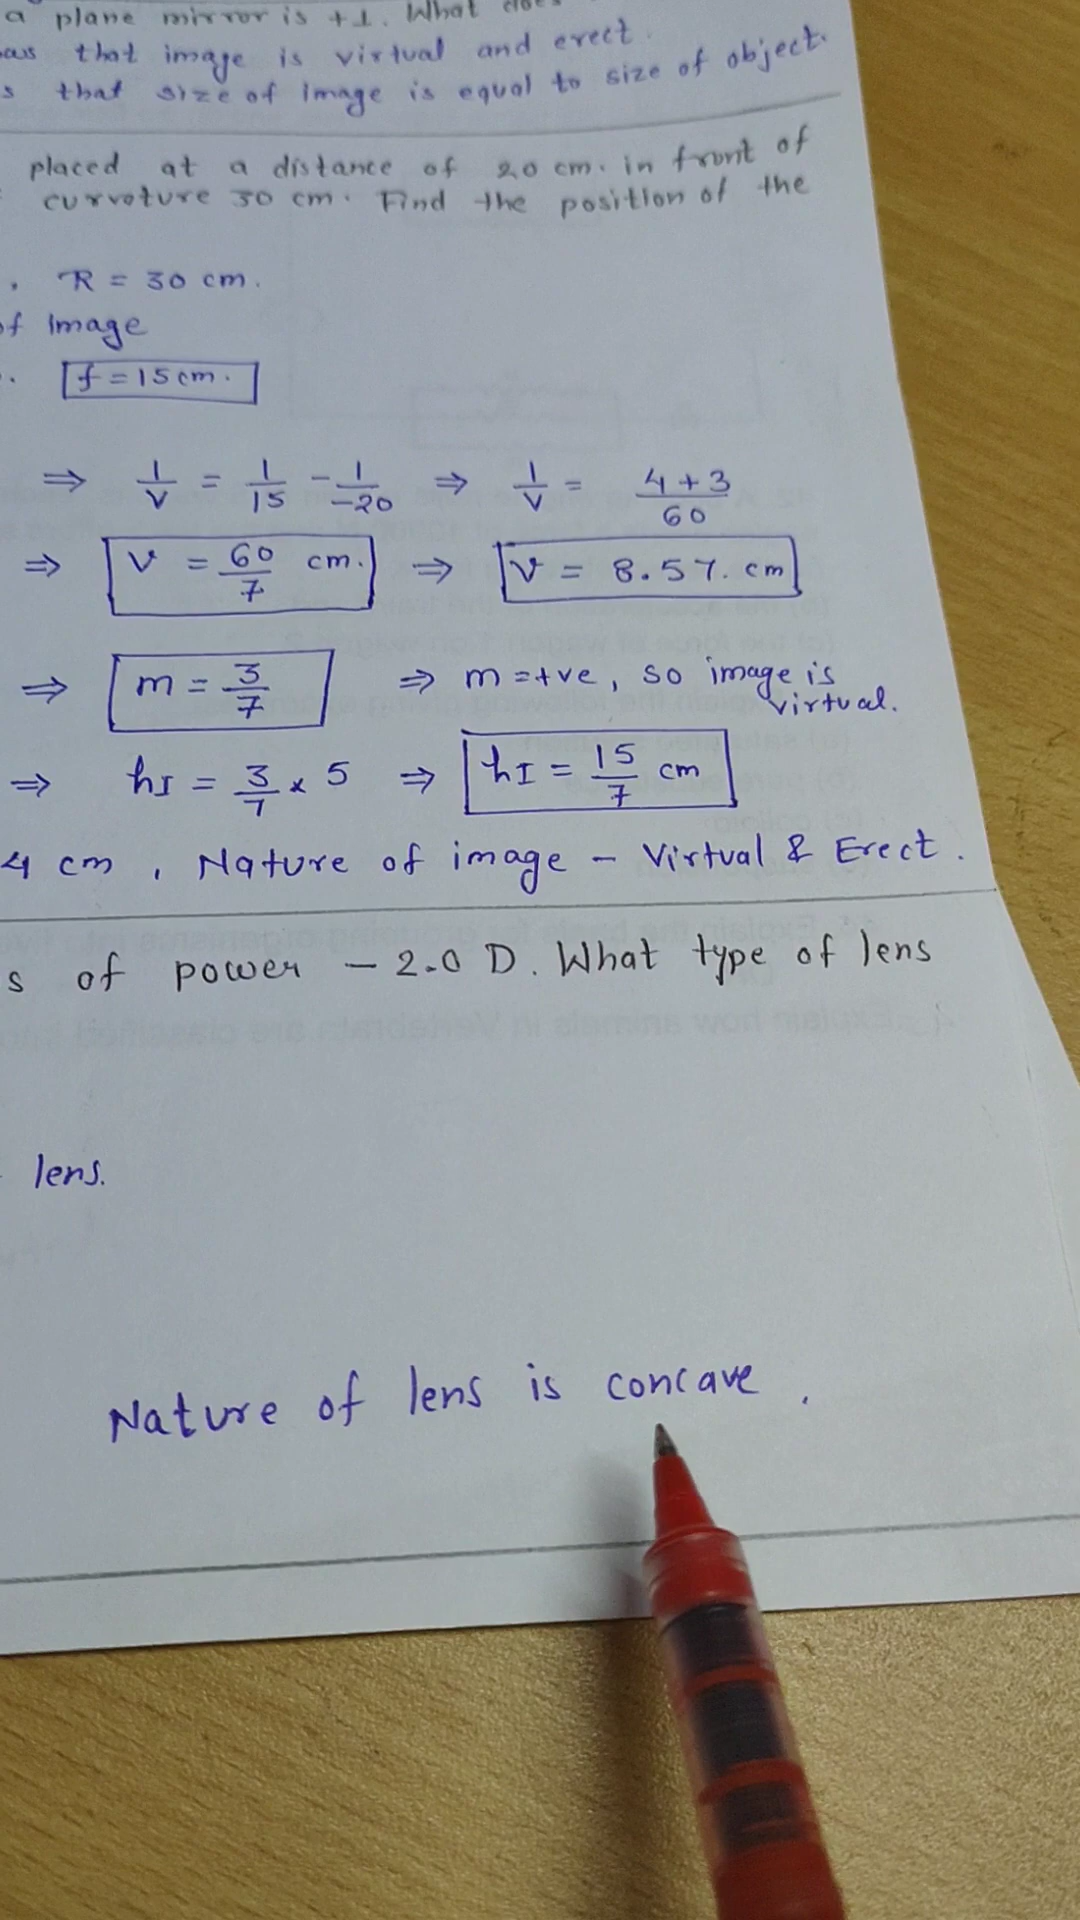 a plane mirror is +1. What does
that image is virtual and erect.
s that size of image is equal to size of object.
placed at a distance of 20 cm. in front of
curvature 30 cm. Find the position of the
, R = 30 cm.
of Image
. f = 15 cm.
⇒ 1/v = 1/15 - 1/-20 ⇒ 1/v = 4+3/60
⇒ v = 60/7 cm. ⇒ v = 8.57. cm
⇒ m = 3/7 ⇒ m = +ve, so image is
virtual.
⇒ hI = 3/7 × 5 ⇒ hI = 15/7 cm
4 cm, Nature of image - Virtual & Erect.
s of power - 2.0 D. What type of lens
lens.
Nature of lens is concave.